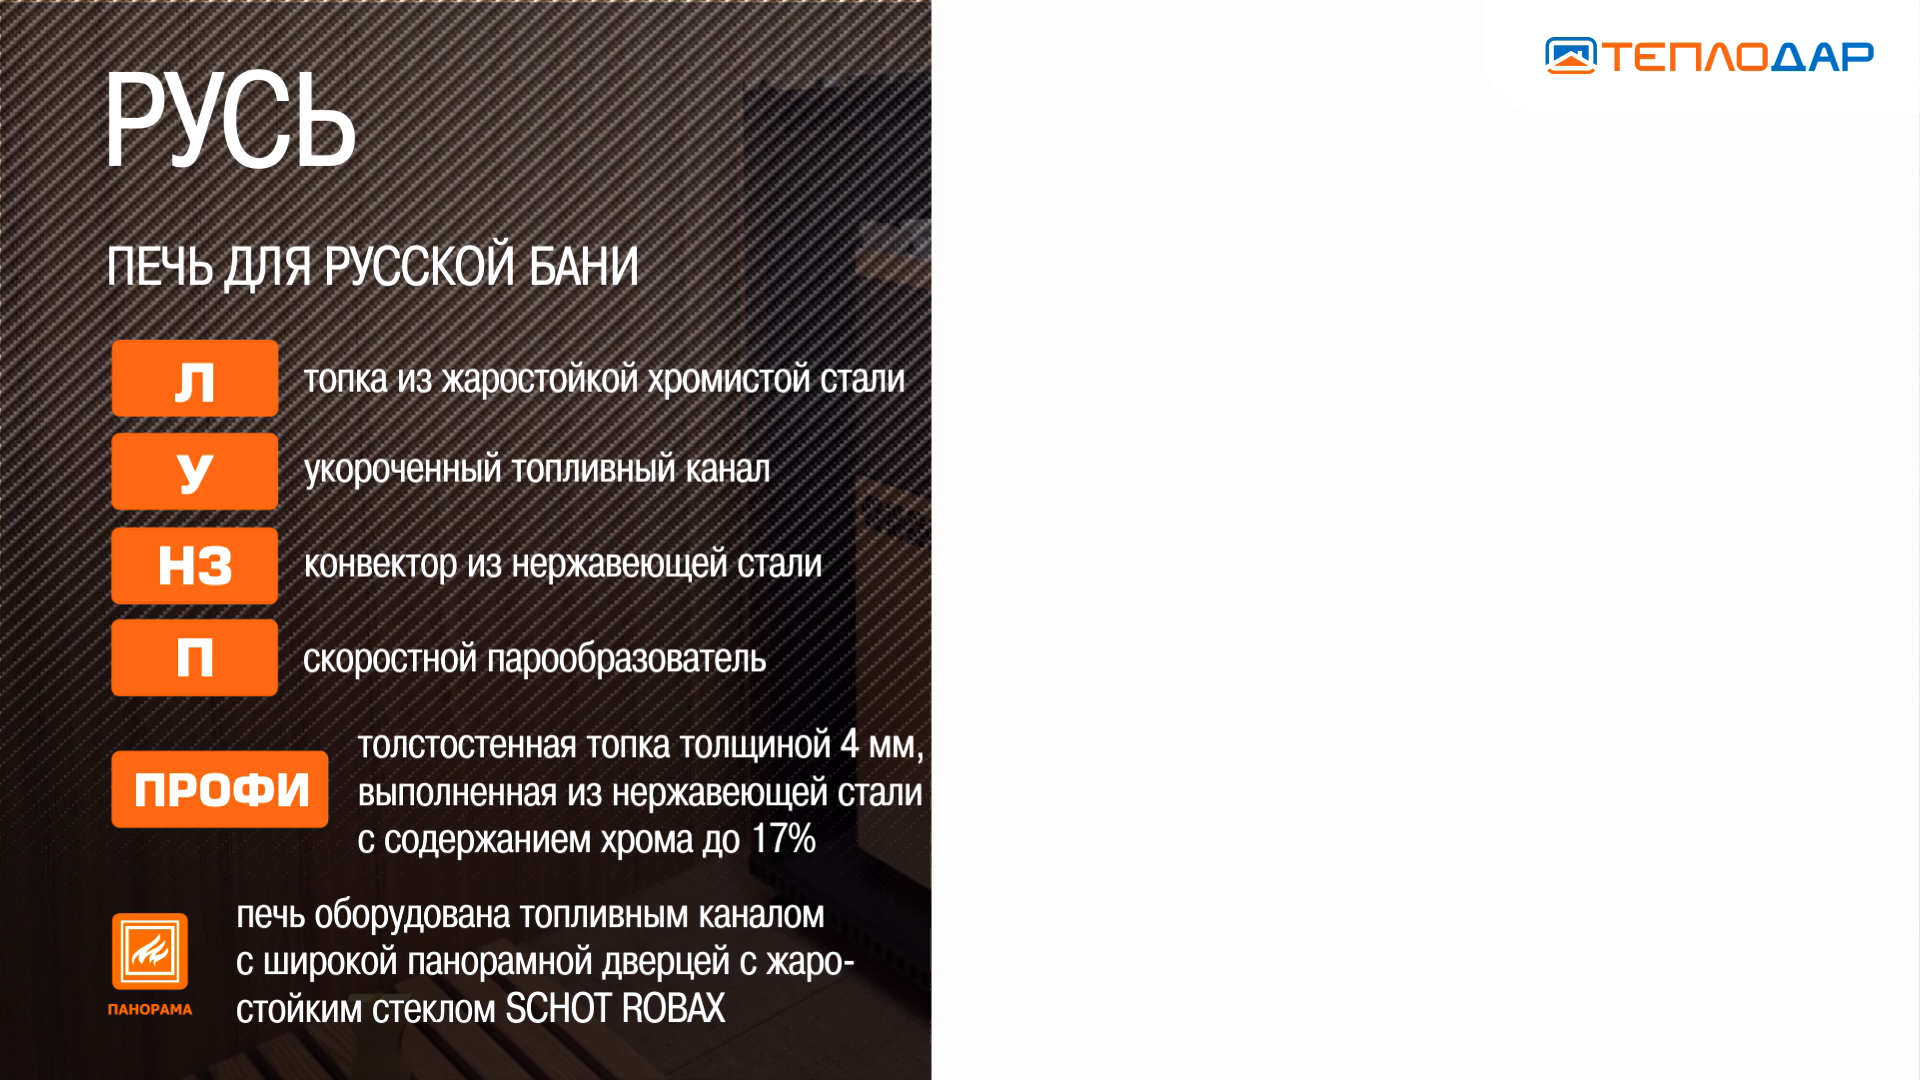 ТЕПЛОДАР
РУСЬ
ПЕЧЬ ДЛЯ РУССКОЙ БАНИ
Л топка из жаростойкой хромистой стали
У укороченный топливный канал
НЗ конвектор из нержавеющей стали
П скоростной парообразователь
толстостенная топка толщиной 4 мм,
ПРОФИ выполненная из нержавеющей стали
с содержанием хрома до 17%
печь оборудована топливным каналом
с широкой панорамной дверцей с жаро-
стойким стеклом SCHOT ROBAX
ПАНОРАМА